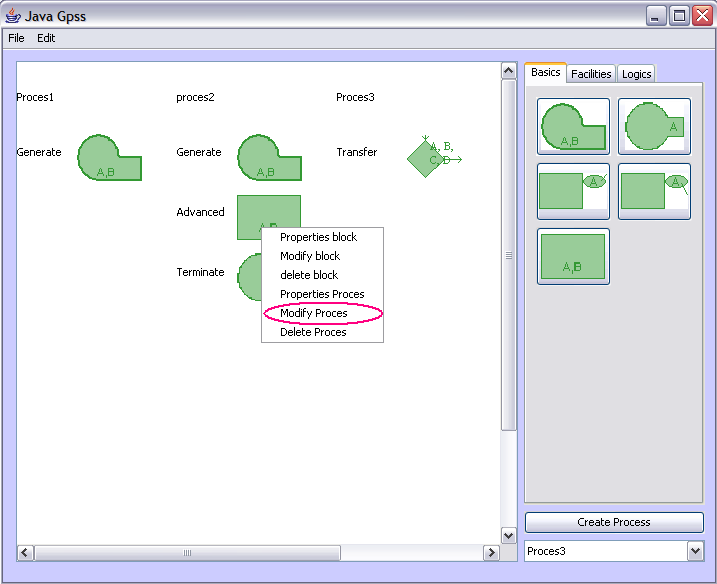 Java Gpss
File Edit
Basics Facilities Logics
Proces1 proces2 Proces3
Generate A,B Generate A,B Transfer A, B,
C, D
A,B A
Advanced A,B
A A
Properties block
Modify block
Terminate delete block
Properties Proces
Modify Proces
Delete Proces
A,B
Create Process
Proces3